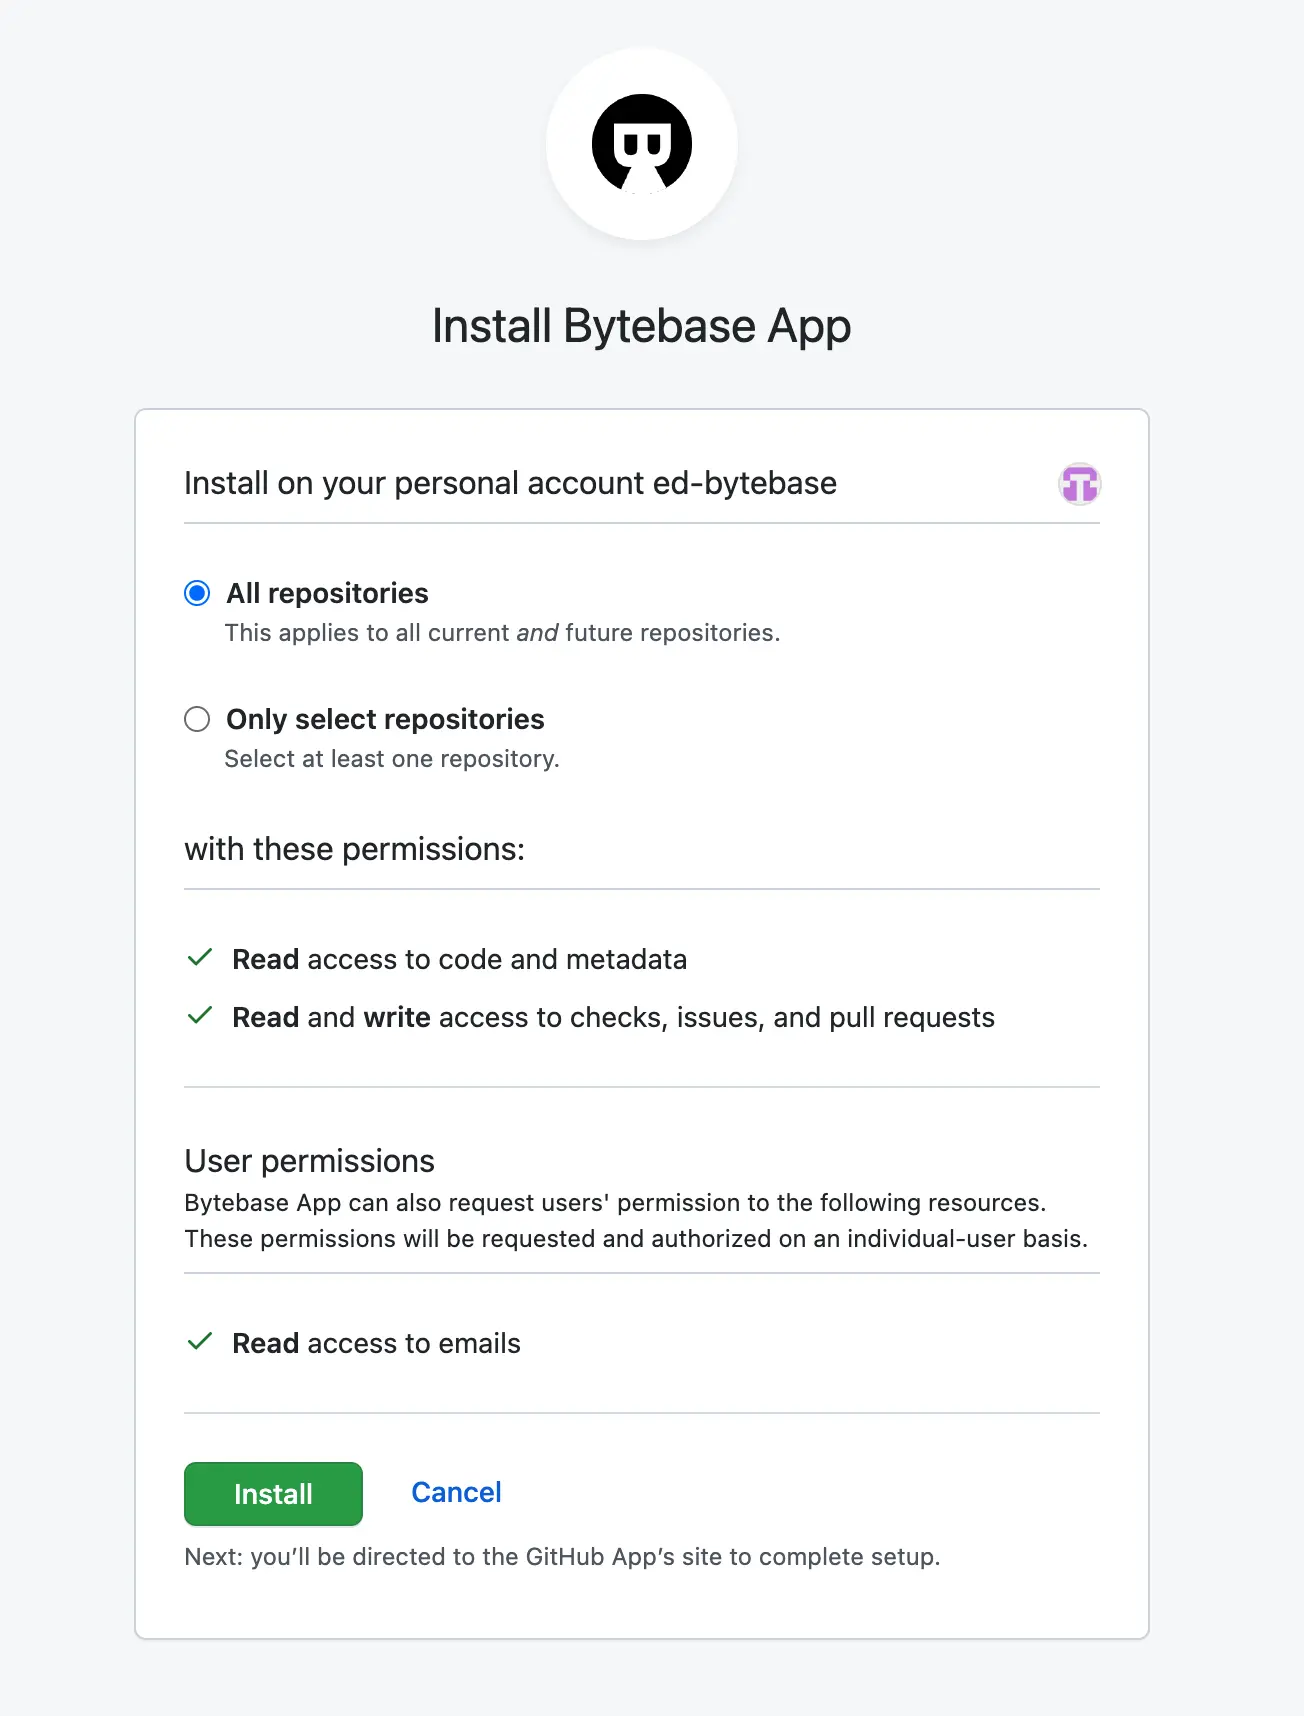 Install Bytebase App
Install on your personal account ed-bytebase
All repositories
This applies to all current and future repositories.
Only select repositories
Select at least one repository.
with these permissions:
Read access to code and metadata
Read and write access to checks, issues, and pull requests
User permissions
Bytebase App can also request users' permission to the following resources.
These permissions will be requested and authorized on an individual-user basis.
Read access to emails
Install Cancel
Next: you’ll be directed to the GitHub App’s site to complete setup.